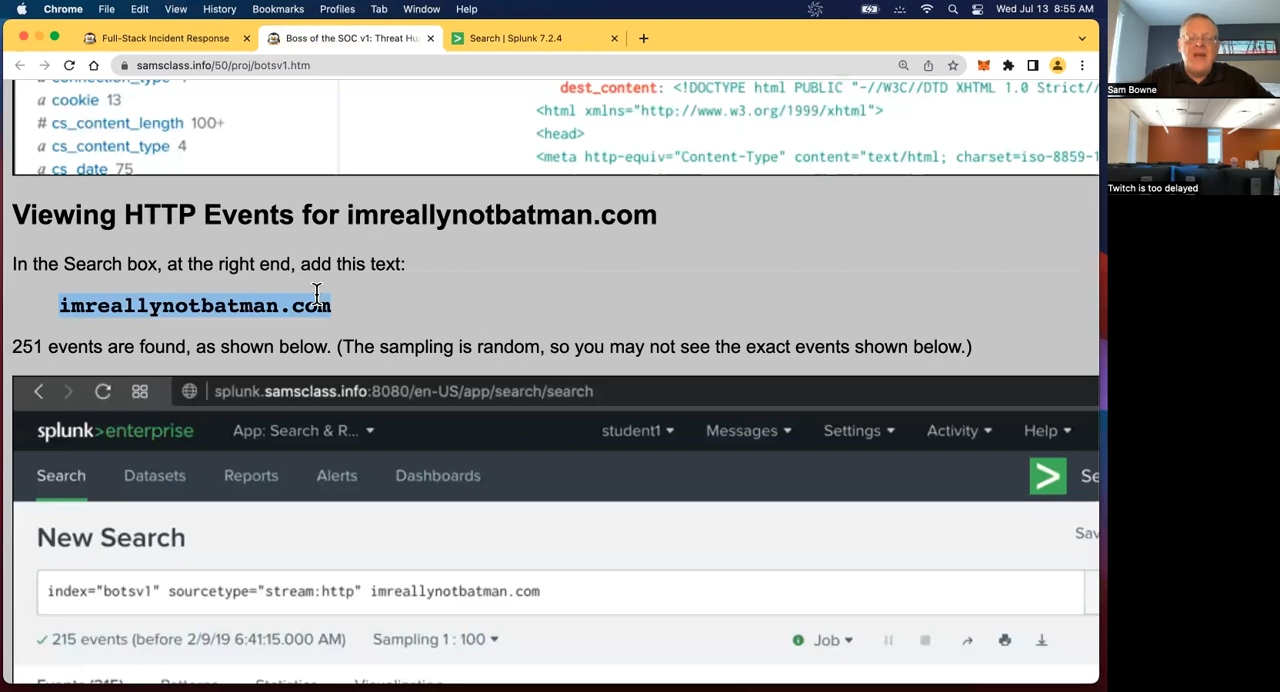 Chrome File Edit View History Bookmarks Profiles Tab Window Help Wed Jul 13 8:55 AM
Full-Stack Incident Response Boss of the SOC v1: Threat Hu Search | Splunk 7.2.4
samsclass.info/50/proj/botsv1.htm
Sam Bowne
Twitch is too delayed
a cookie 13
# cs_content_length 100+
a cs_content_type 4
a cs_date 75
dest_content: <!DOCTYPE html PUBLIC "-//W3C//DTD XHTML 1.0 Strict//
<html xmlns="http://www.w3.org/1999/xhtml">
<head>
<meta http-equiv="Content-Type" content="text/html; charset=iso-8859-1
Viewing HTTP Events for imreallynotbatman.com
In the Search box, at the right end, add this text:
imreallynotbatman.com
251 events are found, as shown below. (The sampling is random, so you may not see the exact events shown below.)
splunk.samsclass.info:8080/en-US/app/search/search
splunk>enterprise App: Search & R... student1 Messages Settings Activity Help
Search Datasets Reports Alerts Dashboards Se
New Search
Sav
index="botsv1" sourcetype="stream:http" imreallynotbatman.com
215 events (before 2/9/19 6:41:15.000 AM) Sampling 1 : 100 Job